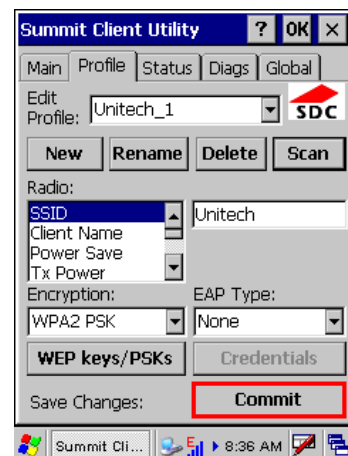 Summit Client Utility ? OK ×
Main Profile Status Diags Global
Edit
Profile: Unitech_1
SDC
New Rename Delete Scan
Radio:
SSID Unitech
Client Name
Power Save
Tx Power
Encryption: EAP Type:
WPA2 PSK None
WEP keys/PSKs Credentials
Save Changes: Commit
Summit Cli... 8:36 AM